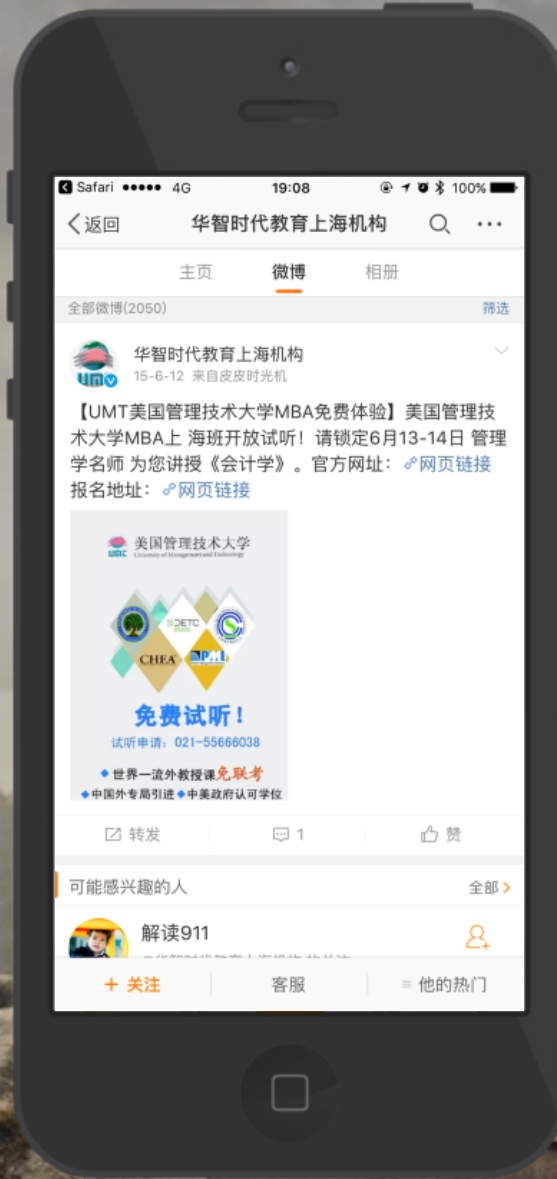 Safari 4G 19:08 100%
返回 华智时代教育上海机构
主页 微博 相册
全部微博(2050) 筛选
华智时代教育上海机构
15-6-12 来自皮皮时光机
【UMT美国管理技术大学MBA免费体验】美国管理技
术大学MBA上 海班开放试听！请锁定6月13-14日 管理
学名师 为您讲授《会计学》。官方网址： 网页链接
报名地址： 网页链接
umt 美国管理技术大学
University of Management and Technology
DETC
CHEA PMI
免费试听！
试听申请：021-55666038
世界一流外教授课免联考
中国外专局引进 中美政府认可学位
转发 1 赞
可能感兴趣的人 全部
解读911
+ 关注 客服 他的热门